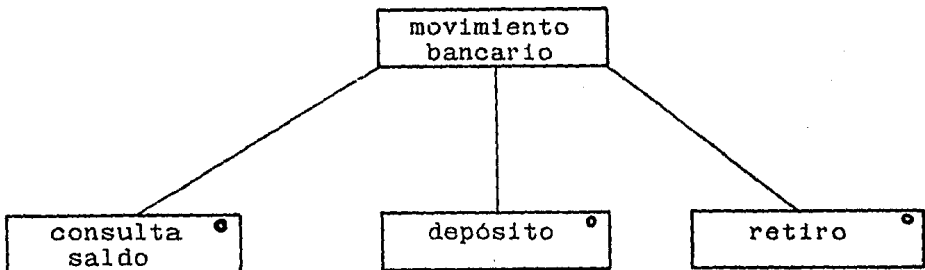 movimiento
bancario
consulta
saldo
depósito
retiro